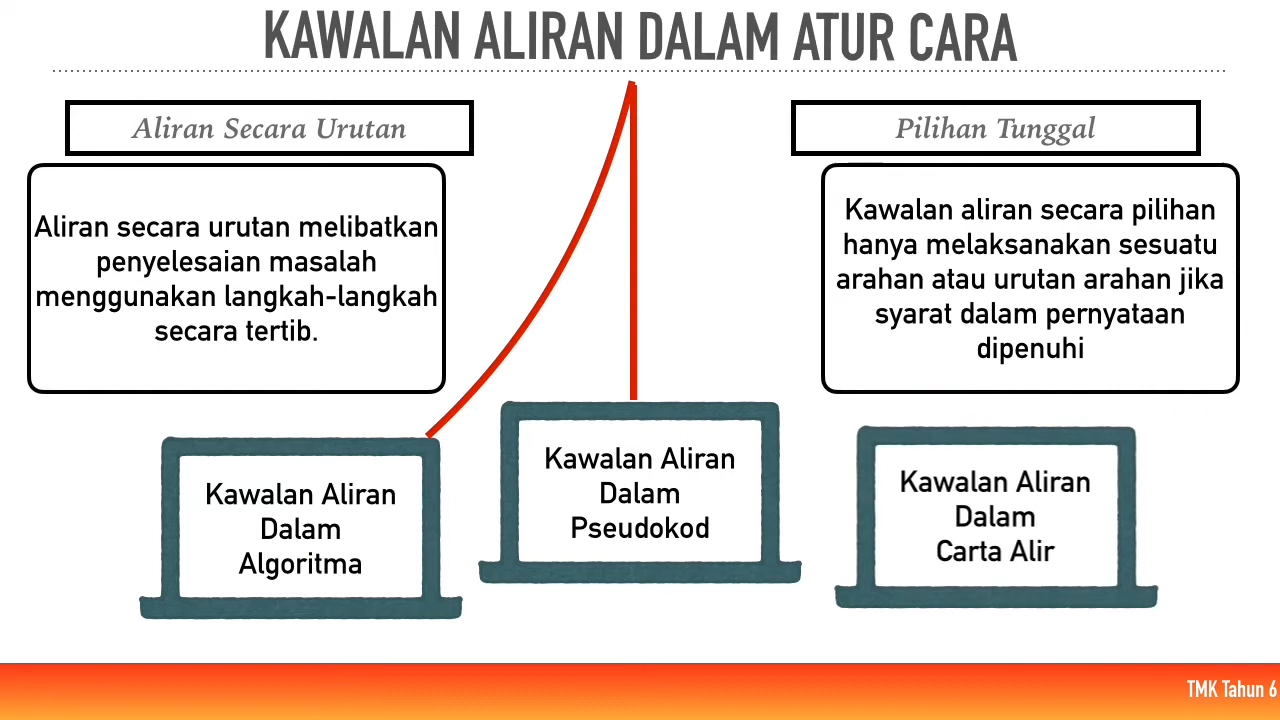 KAWALAN ALIRAN DALAM ATUR CARA
Aliran Secara Urutan
Aliran secara urutan melibatkan
penyelesaian masalah
menggunakan langkah-langkah
secara tertib.
Pilihan Tunggal
Kawalan aliran secara pilihan
hanya melaksanakan sesuatu
arahan atau urutan arahan jika
syarat dalam pernyataan
dipenuhi
Kawalan Aliran
Dalam
Algoritma
Kawalan Aliran
Dalam
Pseudokod
Kawalan Aliran
Dalam
Carta Alir
TMK Tahun 6